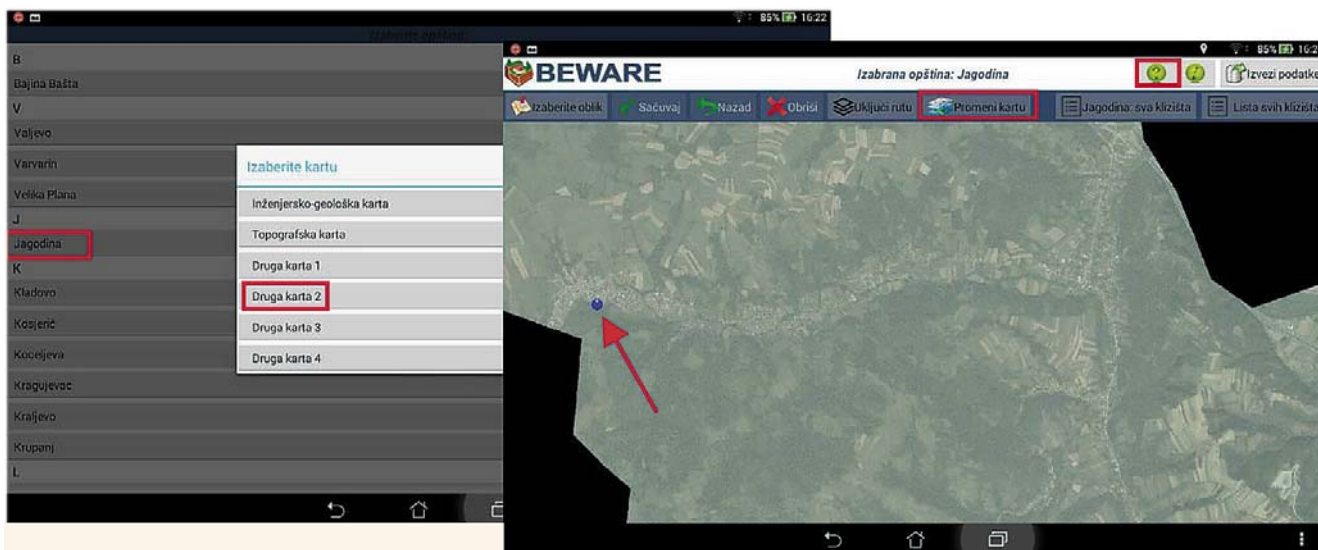 85% 16:22
Izaberite opštinu:
B
Bajina Bašta
V
Valjevo
Varvarin
Velika Plana
J
Jagodina
K
Kladovo
Kosjerić
Koceljeva
Kragujevac
Kraljevo
Krupanj
L
Izaberite kartu
Inženjersko-geološka karta
Topografska karta
Druga karta 1
Druga karta 2
Druga karta 3
Druga karta 4
85% 16:2
BEWARE
Izabrana opština: Jagodina
Izvezi podatke
Izaberite oblik
Sačuvaj
Nazad
Obriši
Uključi rutu
Promeni kartu
Jagodina: sva klizišta
Lista svih klizišta